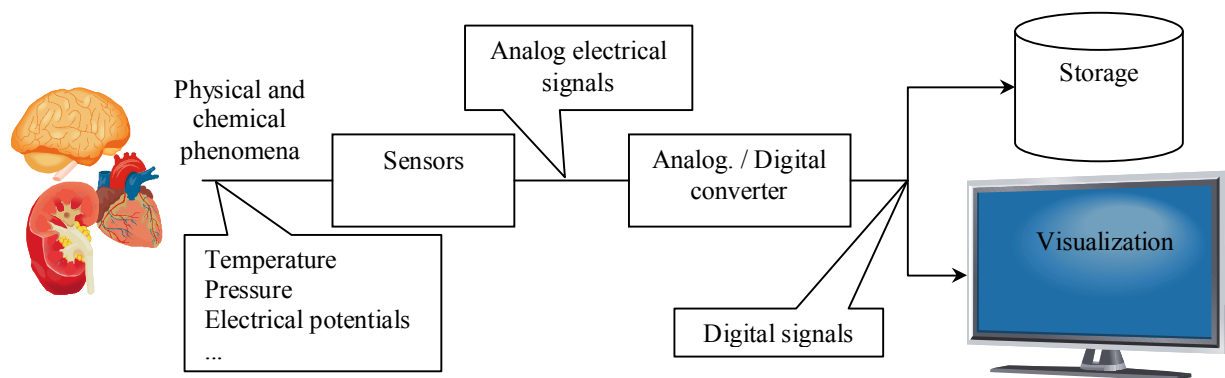 Physical and
chemical
phenomena
Temperature
Pressure
Electrical potentials
...
Sensors
Analog electrical
signals
Analog. / Digital
converter
Digital signals
Storage
Visualization